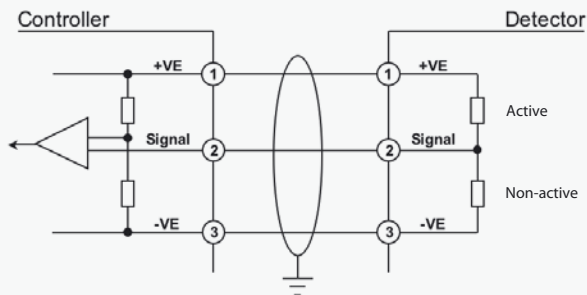 Controller
Detector
+VE 1 1 +VE
Active
Signal 2 2 Signal
Non-active
-VE 3 3 -VE